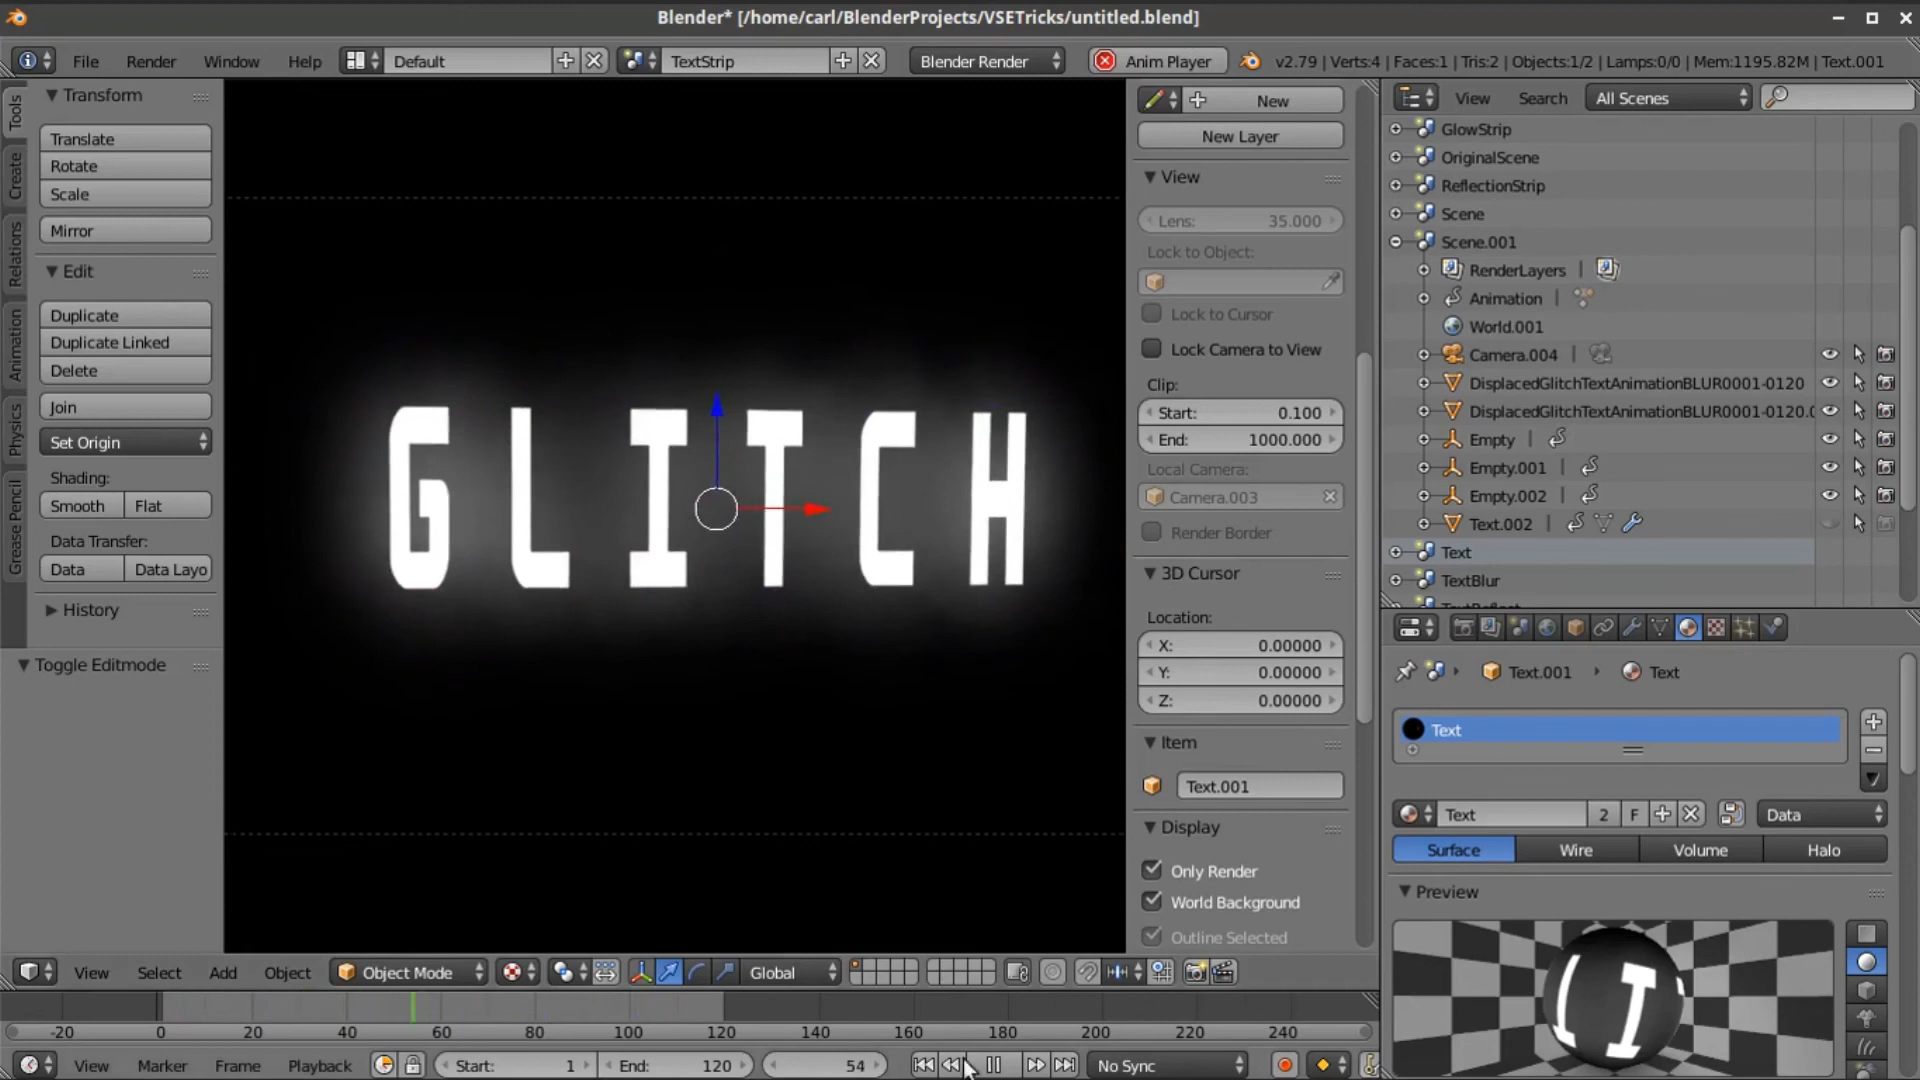 Blender* [/home/carl/BlenderProjects/VSETricks/untitled.blend]
File Render Window Help Default TextStrip Blender Render Anim Player v2.79 | Verts:4 | Faces:1 | Tris:2 | Objects:1/2 | Lamps:0/0 | Mem:1195.82M | Text.001
Tools
Create
Relations
Animation
Physics
Grease Pencil
Transform
Translate
Rotate
Scale
Mirror
Edit
Duplicate
Duplicate Linked
Delete
Join
Set Origin
Shading:
Smooth Flat
Data Transfer:
Data Data Layo
History
Toggle Editmode
GLITCH
New
New Layer
View
Lens: 35.000
Lock to Object:
Lock to Cursor
Lock Camera to View
Clip:
Start: 0.100
End: 1000.000
Local Camera:
Camera.003
Render Border
3D Cursor
Location:
X: 0.00000
Y: 0.00000
Z: 0.00000
Item
Text.001
Display
Only Render
World Background
Outline Selected
View Search All Scenes
GlowStrip
OriginalScene
ReflectionStrip
Scene
Scene.001
RenderLayers |
Animation |
World.001
Camera.004 |
DisplacedGlitchTextAnimationBLUR0001-0120
DisplacedGlitchTextAnimationBLUR0001-0120.0
Empty |
Empty.001 |
Empty.002 |
Text.002 |
Text
TextBlur
Text.001 Text
Text
Text 2 F Data
Surface Wire Volume Halo
Preview
View Select Add Object Object Mode Global
-20 0 20 40 60 80 100 120 140 160 180 200 220 240
View Marker Frame Playback Start: 1 End: 120 54 No Sync